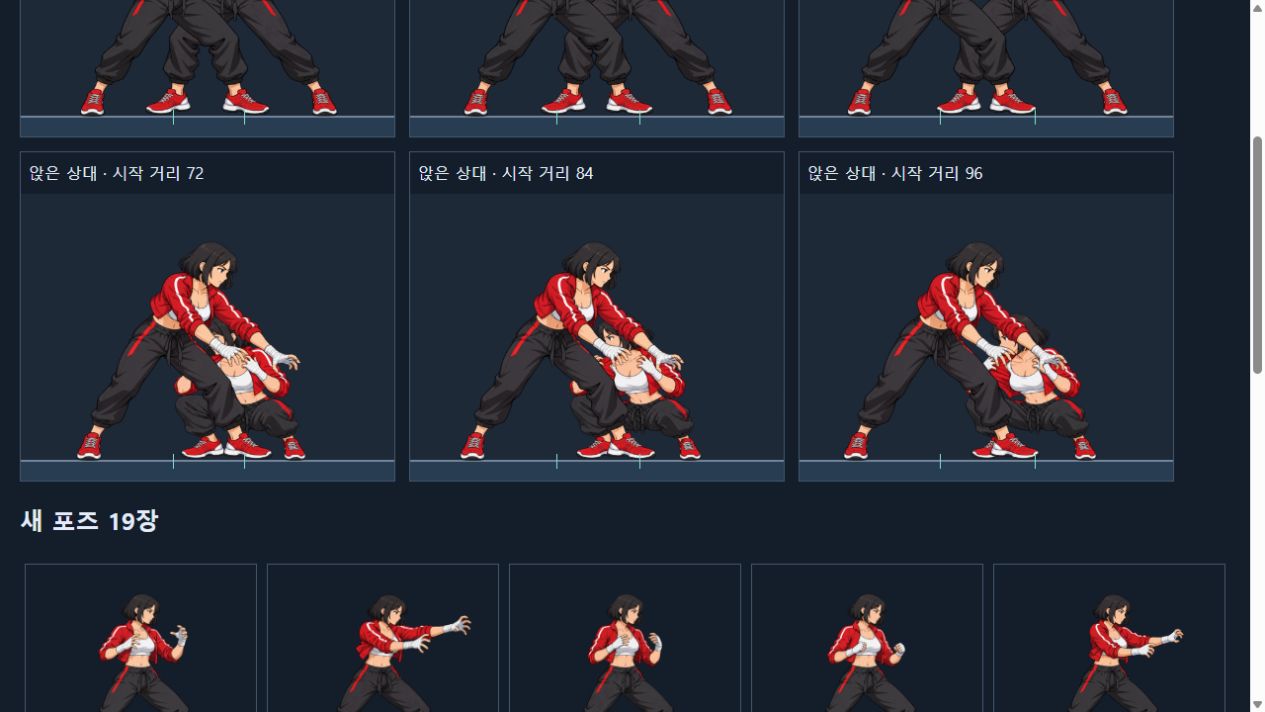 앉은 상대 · 시작 거리 72
앉은 상대 · 시작 거리 84
앉은 상대 · 시작 거리 96
새 포즈 19장